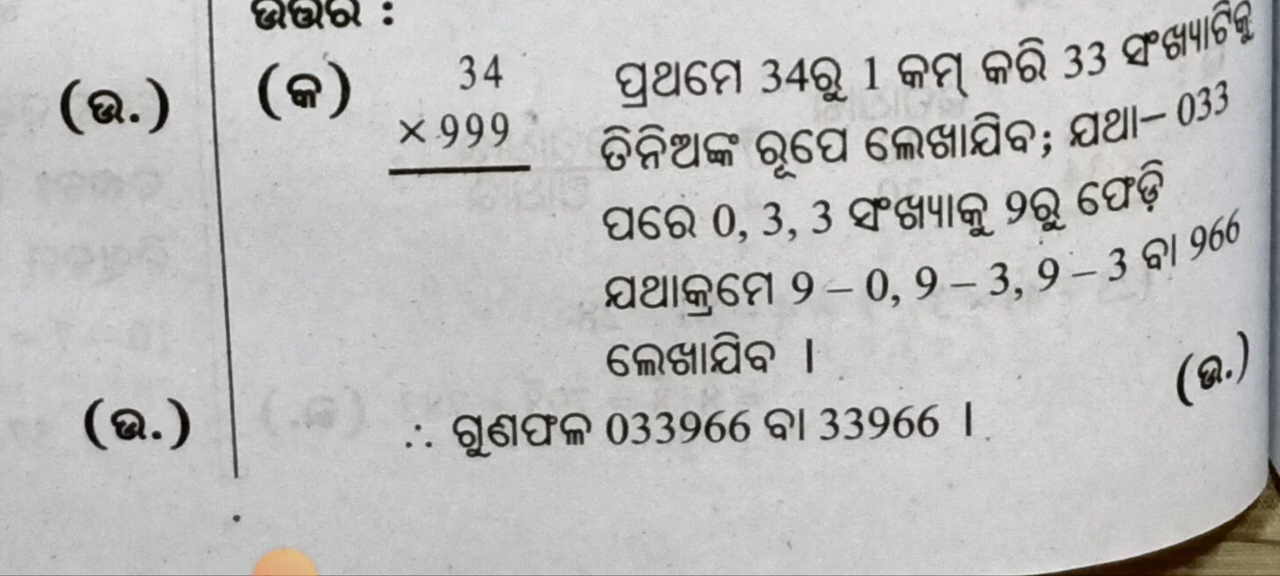 ଉତ୍ତର :
(ଉ.) (କ) 34 ପ୍ରଥମେ 34ରୁ 1 କମ୍ କରି 33 ସଂଖ୍ୟାଟିକୁ
× 999 ତିନିଅଙ୍କ ରୂପେ ଲେଖାଯିବ; ଯଥା– 033
ପରେ 0, 3, 3 ସଂଖ୍ୟାକୁ 9ରୁ ଫେଡ଼ି
ଯଥାକ୍ରମେ 9 – 0, 9 – 3, 9 – 3 ବା 966
ଲେଖାଯିବ ।
(ଉ.) ∴ ଗୁଣଫଳ 033966 ବା 33966 । (ଉ.)